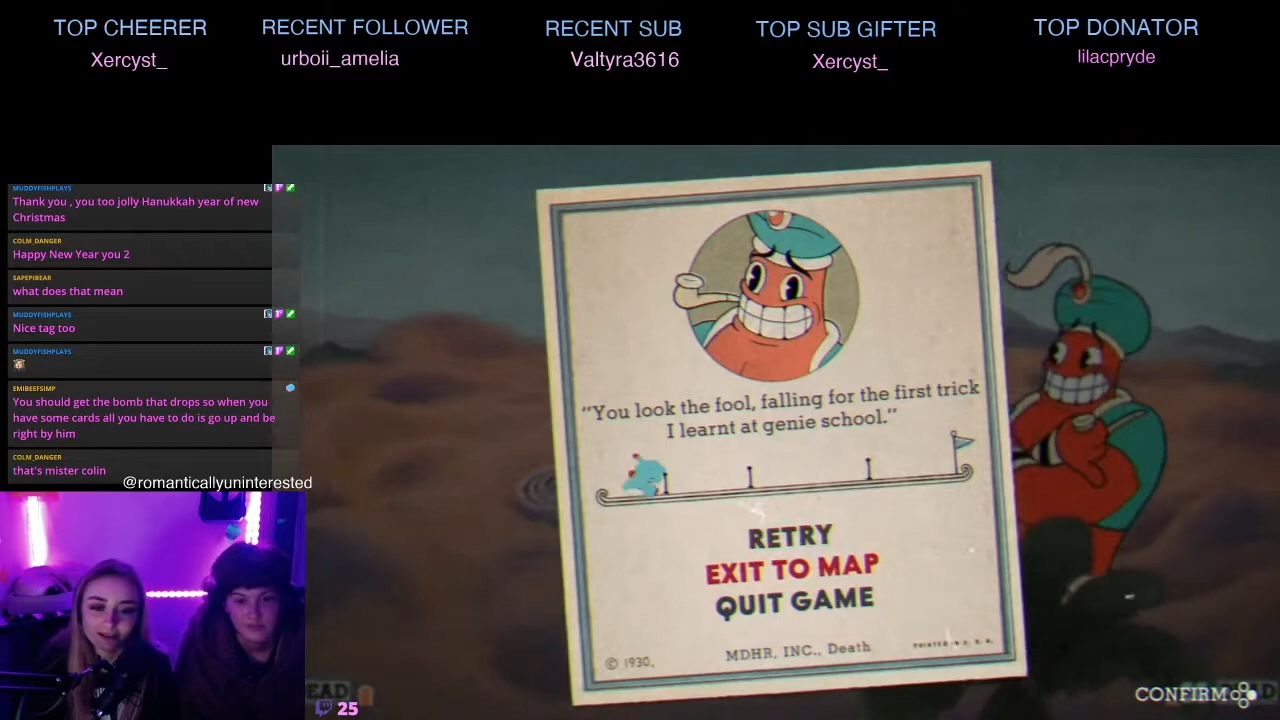 TOP CHEERER
Xercyst_
RECENT FOLLOWER
urboii_amelia
RECENT SUB
Valtyra3616
TOP SUB GIFTER
Xercyst_
TOP DONATOR
lilacpryde
MUDDYFISHPLAYS
Thank you , you too jolly Hanukkah year of new
Christmas
COLM_DANGER
Happy New Year you 2
SAPEPIBEAR
what does that mean
MUDDYFISHPLAYS
Nice tag too
MUDDYFISHPLAYS
EMIBEEFSIMP
You should get the bomb that drops so when you
have some cards all you have to do is go up and be
right by him
COLM_DANGER
that's mister colin
@romanticallyuninterested
25
"You look the fool, falling for the first trick
I learnt at genie school."
RETRY
EXIT TO MAP
QUIT GAME
© 1930,
MDHR, INC., Death
PRINTED IN U. S. A.
CONFIRM